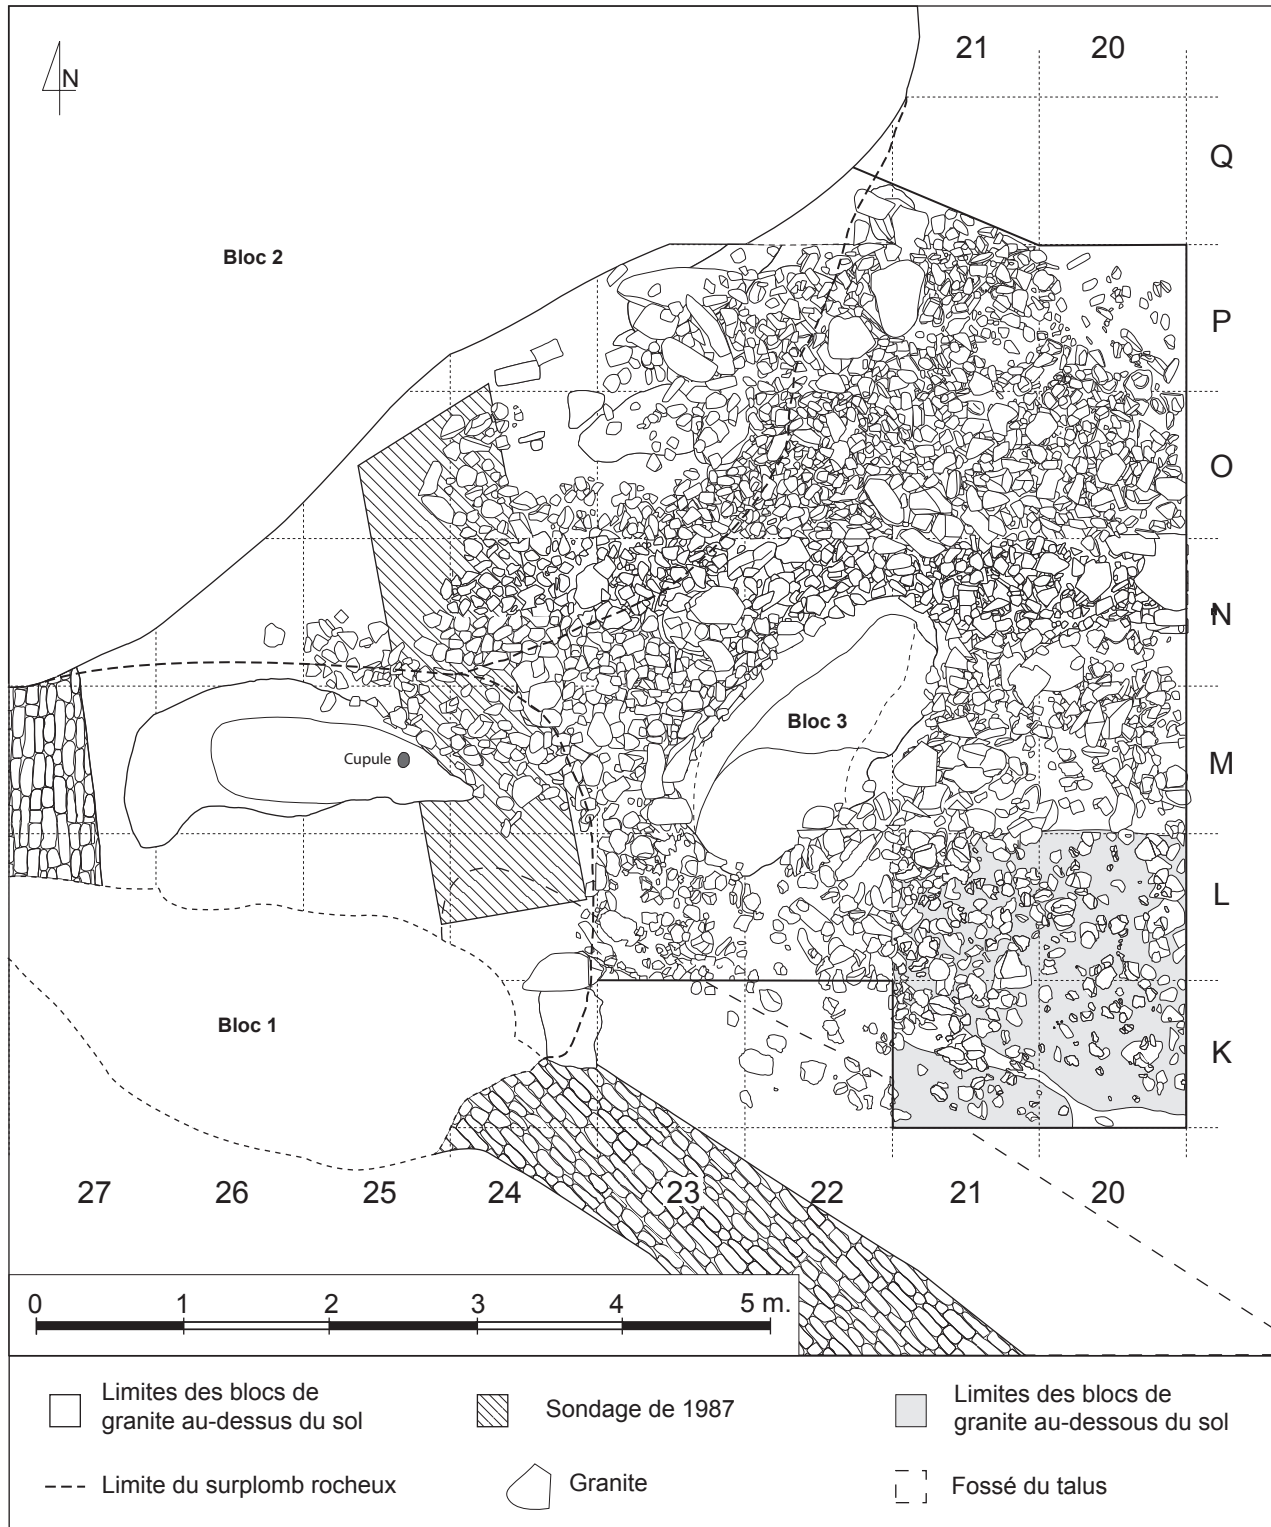 21 20
N
Q
Bloc 2
P
O
N
Bloc 3
Cupule
M
L
Bloc 1
K
27 26 25 24 23 22 21 20
0 1 2 3 4 5 m.
Limites des blocs de
granite au-dessus du sol
Sondage de 1987
Limites des blocs de
granite au-dessous du sol
Limite du surplomb rocheux
Granite
Fossé du talus